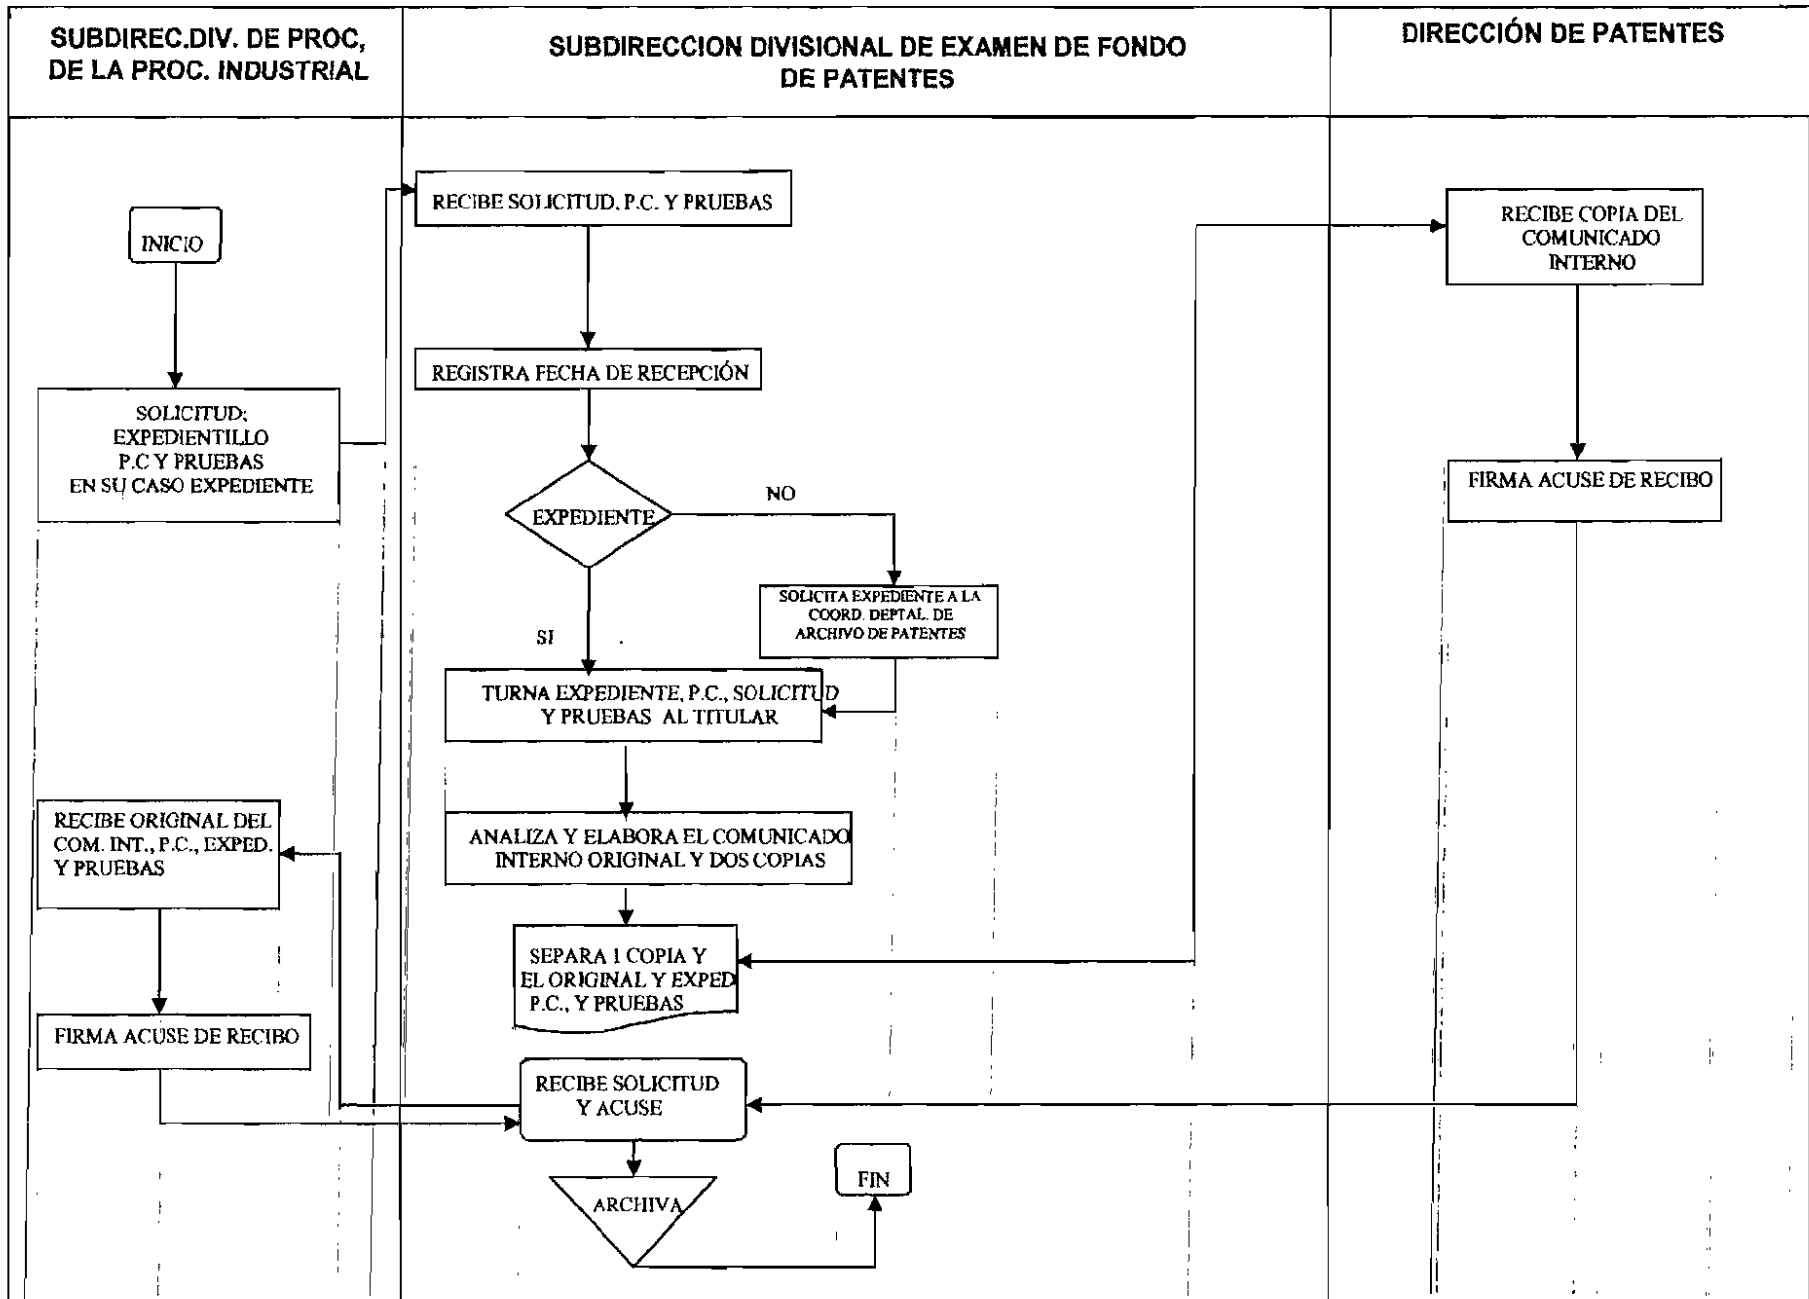 SUBDIREC.DIV. DE PROC,
DE LA PROC. INDUSTRIAL
SUBDIRECCION DIVISIONAL DE EXAMEN DE FONDO
DE PATENTES
DIRECCIÓN DE PATENTES
INICIO
SOLICITUD;
EXPEDIENTILLO
P.C Y PRUEBAS
EN SU CASO EXPEDIENTE
RECIBE SOLICITUD, P.C. Y PRUEBAS
REGISTRA FECHA DE RECEPCIÓN
EXPEDIENTE
NO
SI
SOLICITA EXPEDIENTE A LA
COORD. DEPTAL. DE
ARCHIVO DE PATENTES
TURNA EXPEDIENTE, P.C., SOLICITUD
Y PRUEBAS AL TITULAR
ANALIZA Y ELABORA EL COMUNICADO
INTERNO ORIGINAL Y DOS COPIAS
SEPARA 1 COPIA Y
EL ORIGINAL Y EXPED
P.C., Y PRUEBAS
RECIBE COPIA DEL
COMUNICADO
INTERNO
FIRMA ACUSE DE RECIBO
RECIBE ORIGINAL DEL
COM. INT., P.C., EXPED.
Y PRUEBAS
FIRMA ACUSE DE RECIBO
RECIBE SOLICITUD
Y ACUSE
ARCHIVA
FIN